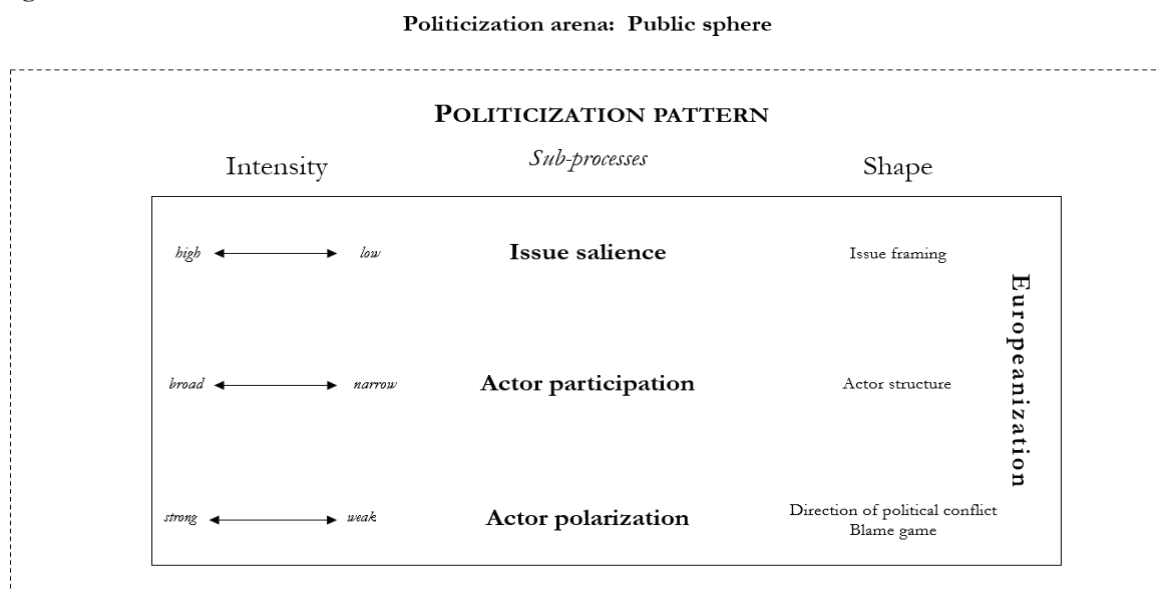 Politicization arena: Public sphere
POLITICIZATION PATTERN
Intensity Sub-processes Shape
high low Issue salience Issue framing
broad narrow Actor participation Actor structure
strong weak Actor polarization Direction of political conflict
Blame game
Europeanization